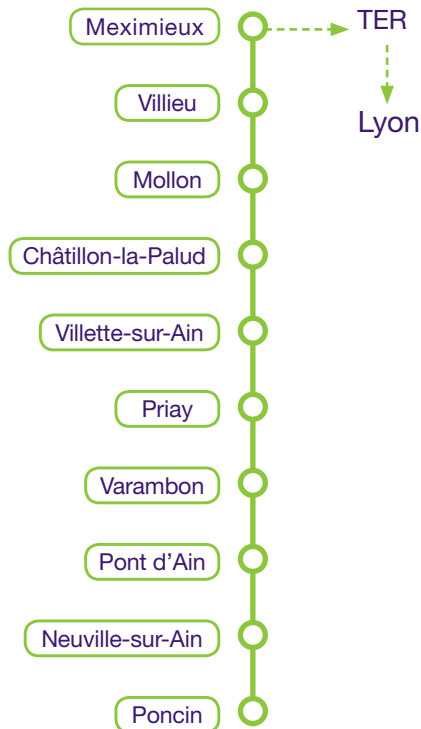 Meximieux
TER
Villieu
Lyon
Mollon
Châtillon-la-Palud
Villette-sur-Ain
Priay
Varambon
Pont d’Ain
Neuville-sur-Ain
Poncin